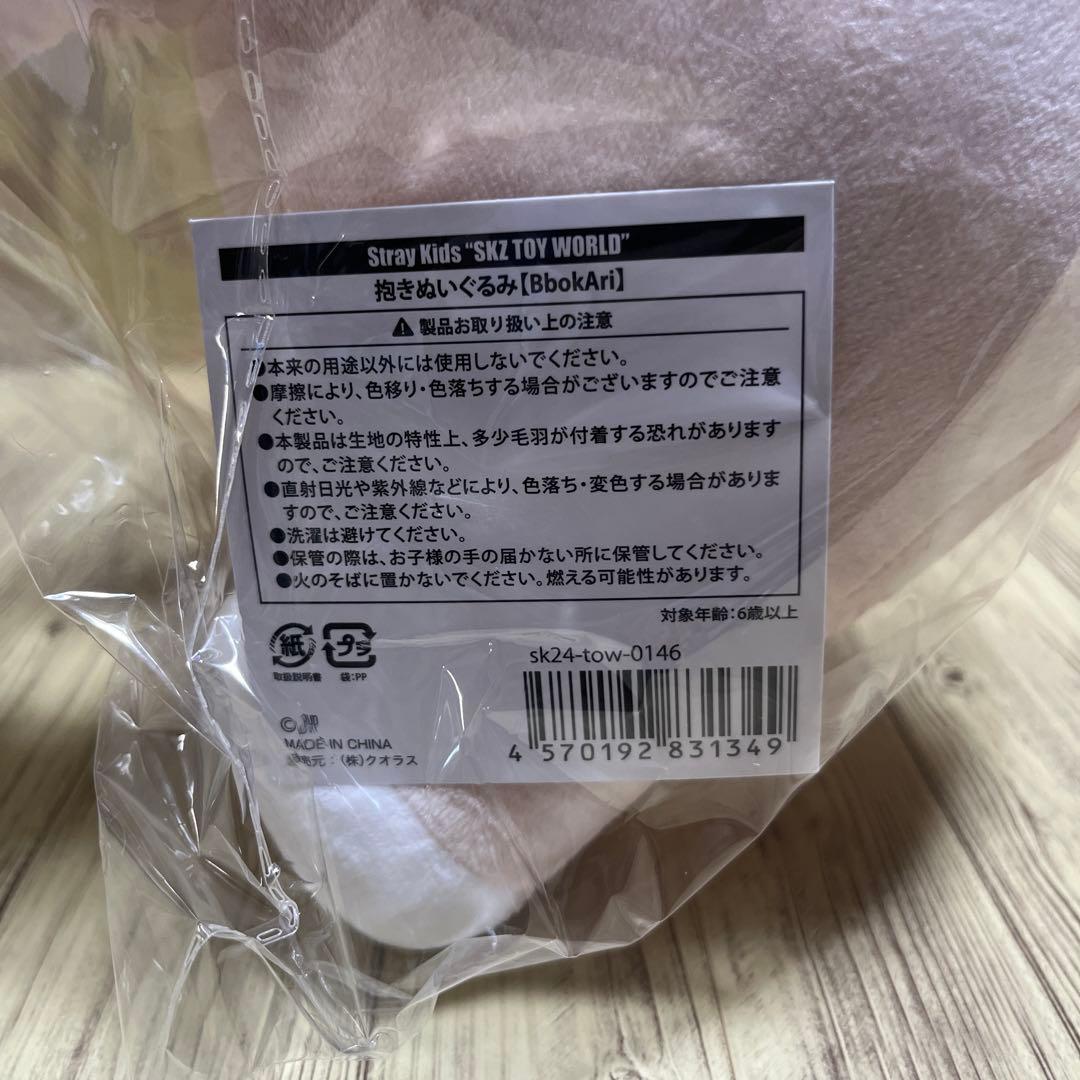 Stray Kids “SKZ TOY WORLD”
抱きぬいぐるみ【BbokAri】
⚠ 製品お取り扱い上の注意
●本来の用途以外には使用しないでください。
●摩擦により、色移り・色落ちする場合がございますのでご注意
ください。
●本製品は生地の特性上、多少毛羽が付着する恐れがあります
ので、ご注意ください。
●直射日光や紫外線などにより、色落ち・変色する場合がありま
すので、ご注意ください。
●洗濯は避けてください。
●保管の際は、お子様の手の届かない所に保管してください。
●火のそばに置かないでください。燃える可能性があります。
対象年齢：6歳以上
紙 プラ
取扱説明書 袋：PP
sk24-tow-0146
©JYP
MADE IN CHINA
発売元：（株）クオラス
4 570192 831349